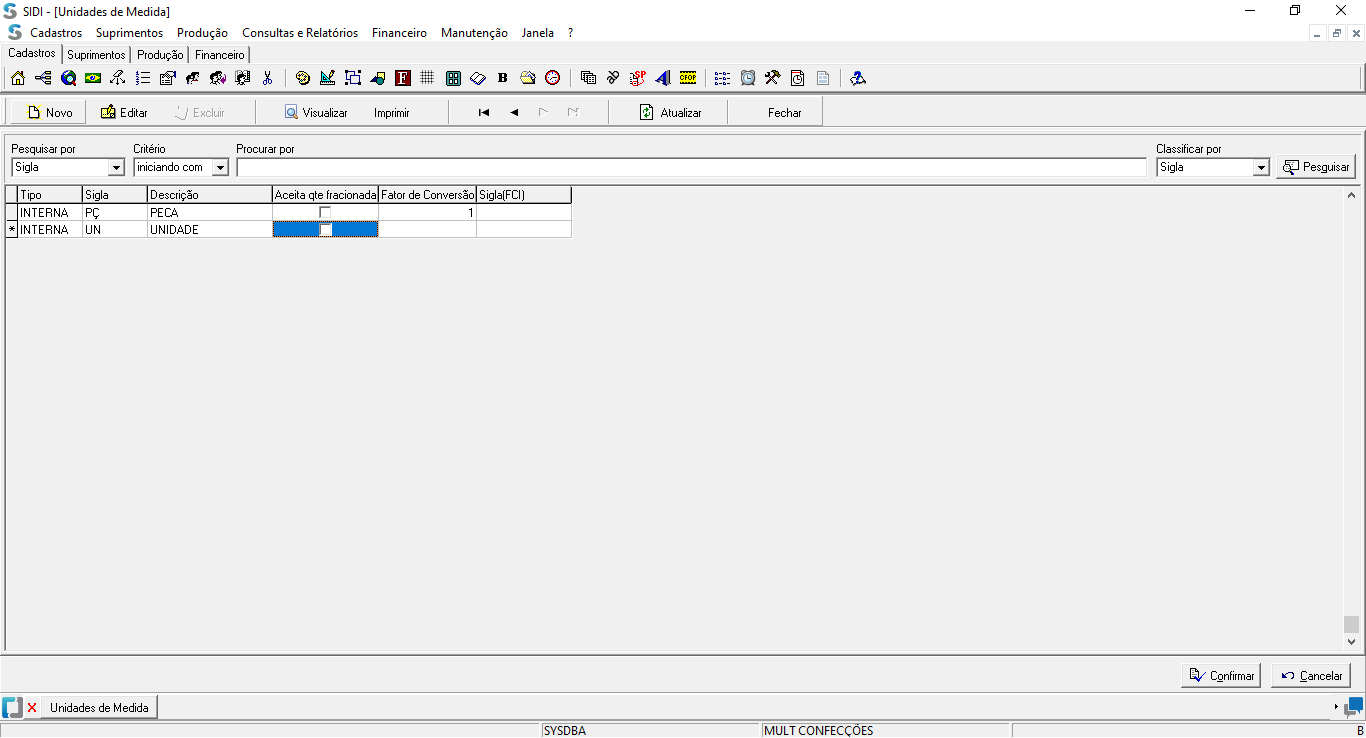 SIDI - [Unidades de Medida]
Cadastros Suprimentos Produção Consultas e Relatórios Financeiro Manutenção Janela ?
Cadastros Suprimentos Produção Financeiro
F B SP CFOP
Novo Editar Excluir Visualizar Imprimir Atualizar Fechar
Pesquisar por Critério Procurar por Classificar por
Sigla iniciando com Sigla Pesquisar
Tipo Sigla Descrição Aceita qte fracionada Fator de Conversão Sigla(FCI)
INTERNA PÇ PECA 1
* INTERNA UN UNIDADE
Confirmar Cancelar
Unidades de Medida
SYSDBA MULT CONFECÇÕES B